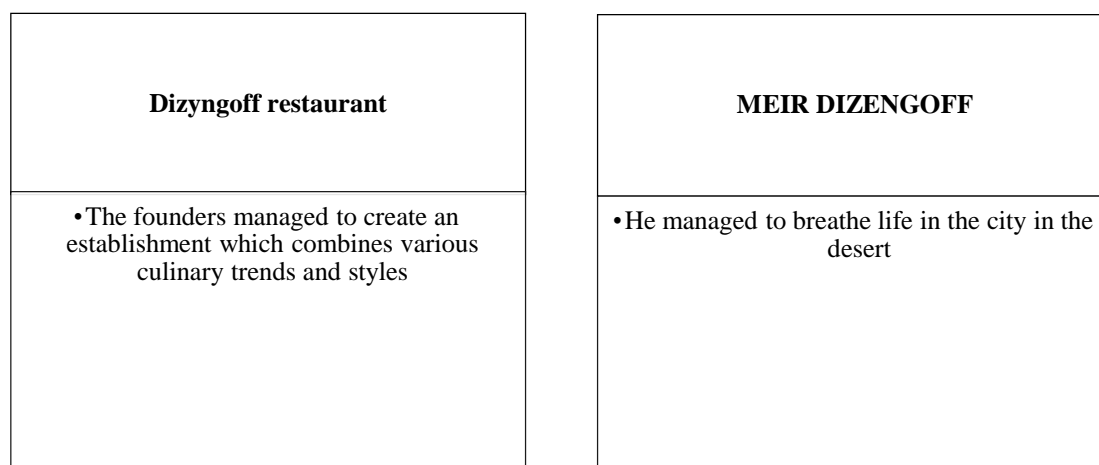 Dizyngoff restaurant
•The founders managed to create an
establishment which combines various
culinary trends and styles
MEIR DIZENGOFF
•He managed to breathe life in the city in the
desert